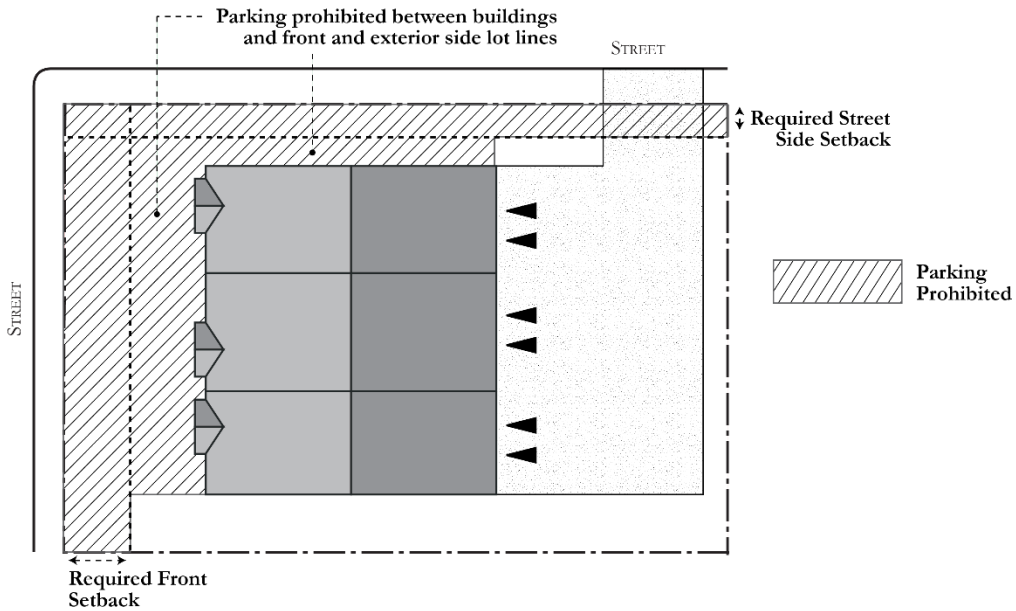 Parking prohibited between buildings
and front and exterior side lot lines
STREET
Required Street
Side Setback
STREET
Parking
Prohibited
Required Front
Setback